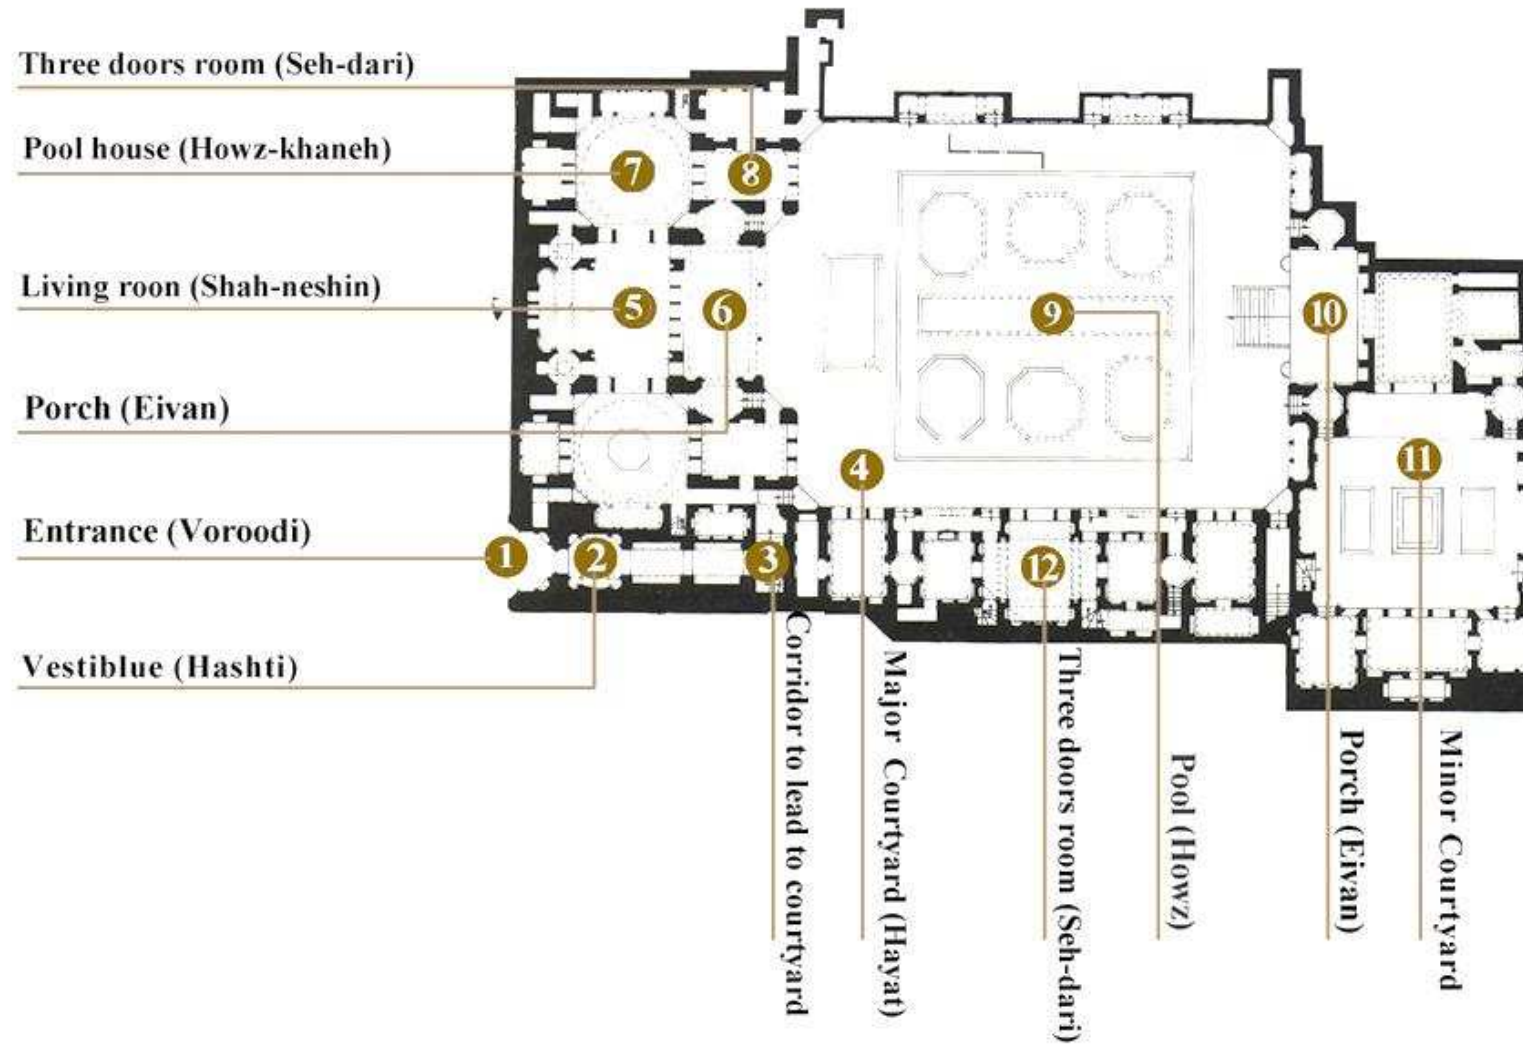 Three doors room (Seh-dari)
Pool house (Howz-khaneh)
Living roon (Shah-neshin)
Porch (Eivan)
Entrance (Voroodi)
Vestiblue (Hashti)
7
8
5
6
9
10
4
11
1
2
3
12
Corridor to lead to courtyard
Major Courtyard (Hayat)
Three doors room (Seh-dari)
Pool (Howz)
Porch (Eivan)
Minor Courtyard